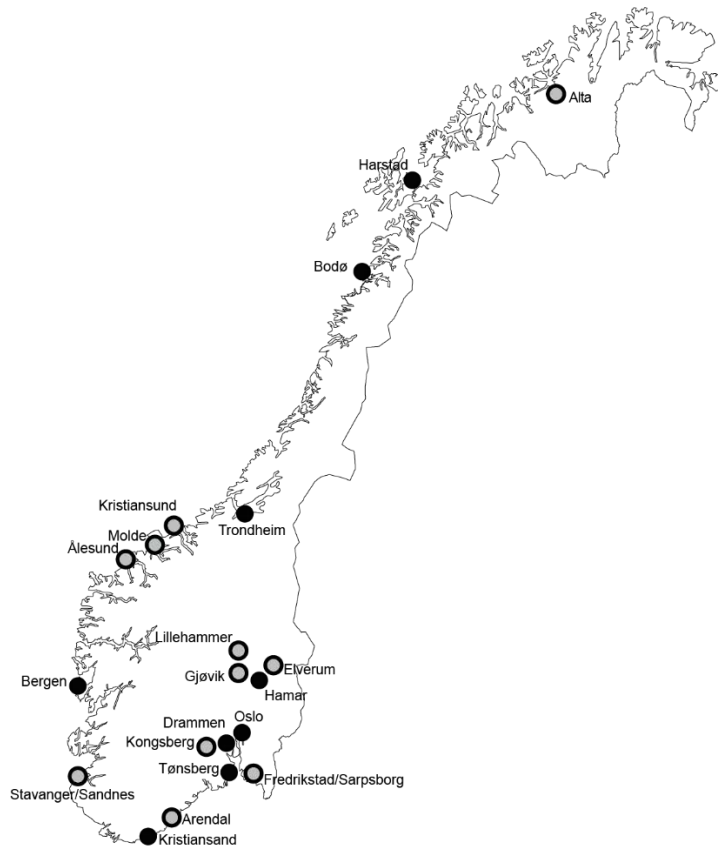 Alta
Harstad
Bodø
Kristiansund
Trondheim
Molde
Ålesund
Lillehammer
Elverum
Gjøvik
Bergen
Hamar
Oslo
Drammen
Kongsberg
Tønsberg
Fredrikstad/Sarpsborg
Stavanger/Sandnes
Arendal
Kristiansand